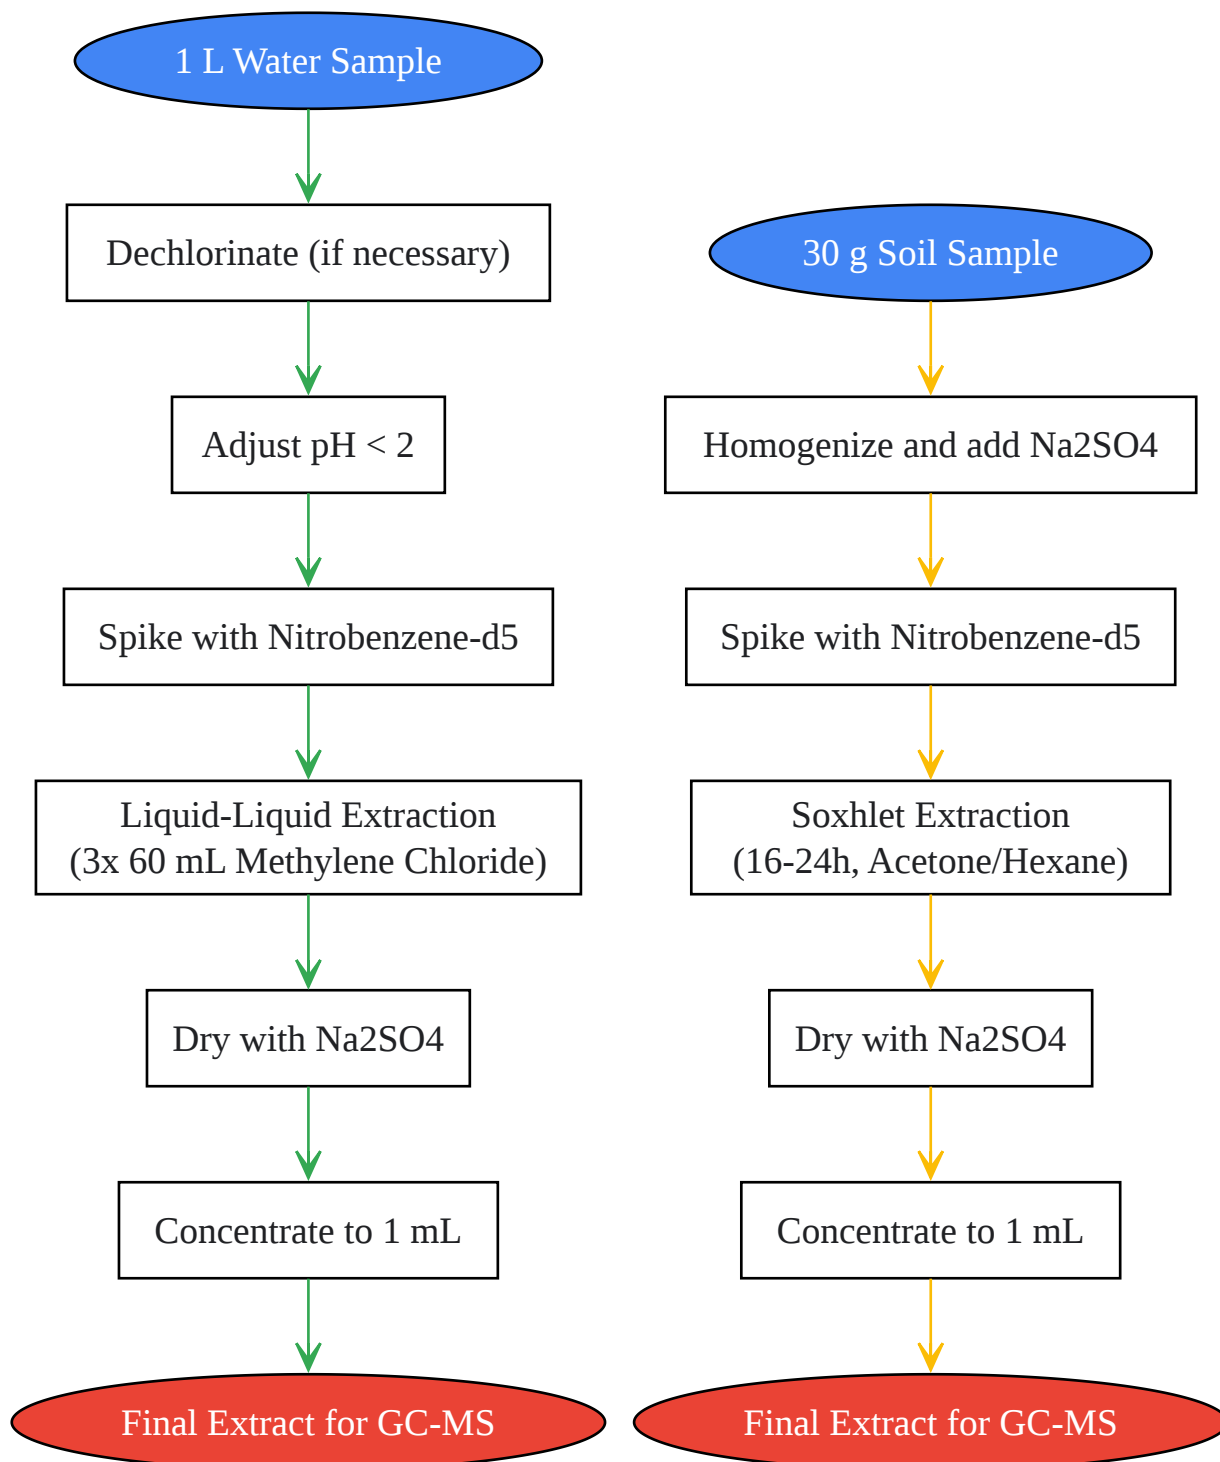 1 L Water Sample
Dechlorinate (if necessary)
Adjust pH < 2
Spike with Nitrobenzene-d5
Liquid-Liquid Extraction
(3x 60 mL Methylene Chloride)
Dry with Na2SO4
Concentrate to 1 mL
Final Extract for GC-MS
30 g Soil Sample
Homogenize and add Na2SO4
Spike with Nitrobenzene-d5
Soxhlet Extraction
(16-24h, Acetone/Hexane)
Dry with Na2SO4
Concentrate to 1 mL
Final Extract for GC-MS